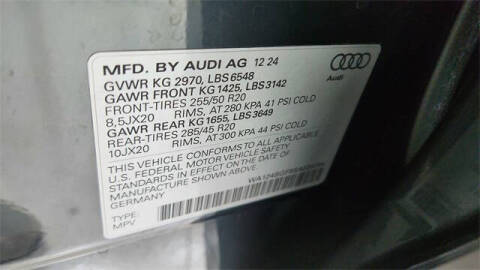 MFD. BY AUDI AG 12 24
GVWR KG 2970, LBS 6548
GAWR FRONT KG 1425, LBS 3142
FRONT-TIRES 255/50 R20
8,5JX20 RIMS, AT 280 KPA 41 PSI COLD
GAWR REAR KG 1655, LBS 3649
REAR-TIRES 285/45 R20
10JX20 RIMS, AT 300 KPA 44 PSI COLD
THIS VEHICLE CONFORMS TO ALL APPLICABLE
U.S. FEDERAL MOTOR VEHICLE SAFETY
STANDARDS IN EFFECT ON THE DATE OF
MANUFACTURE SHOWN ABOVE.
GERMANY
TYPE:
MPV
Audi